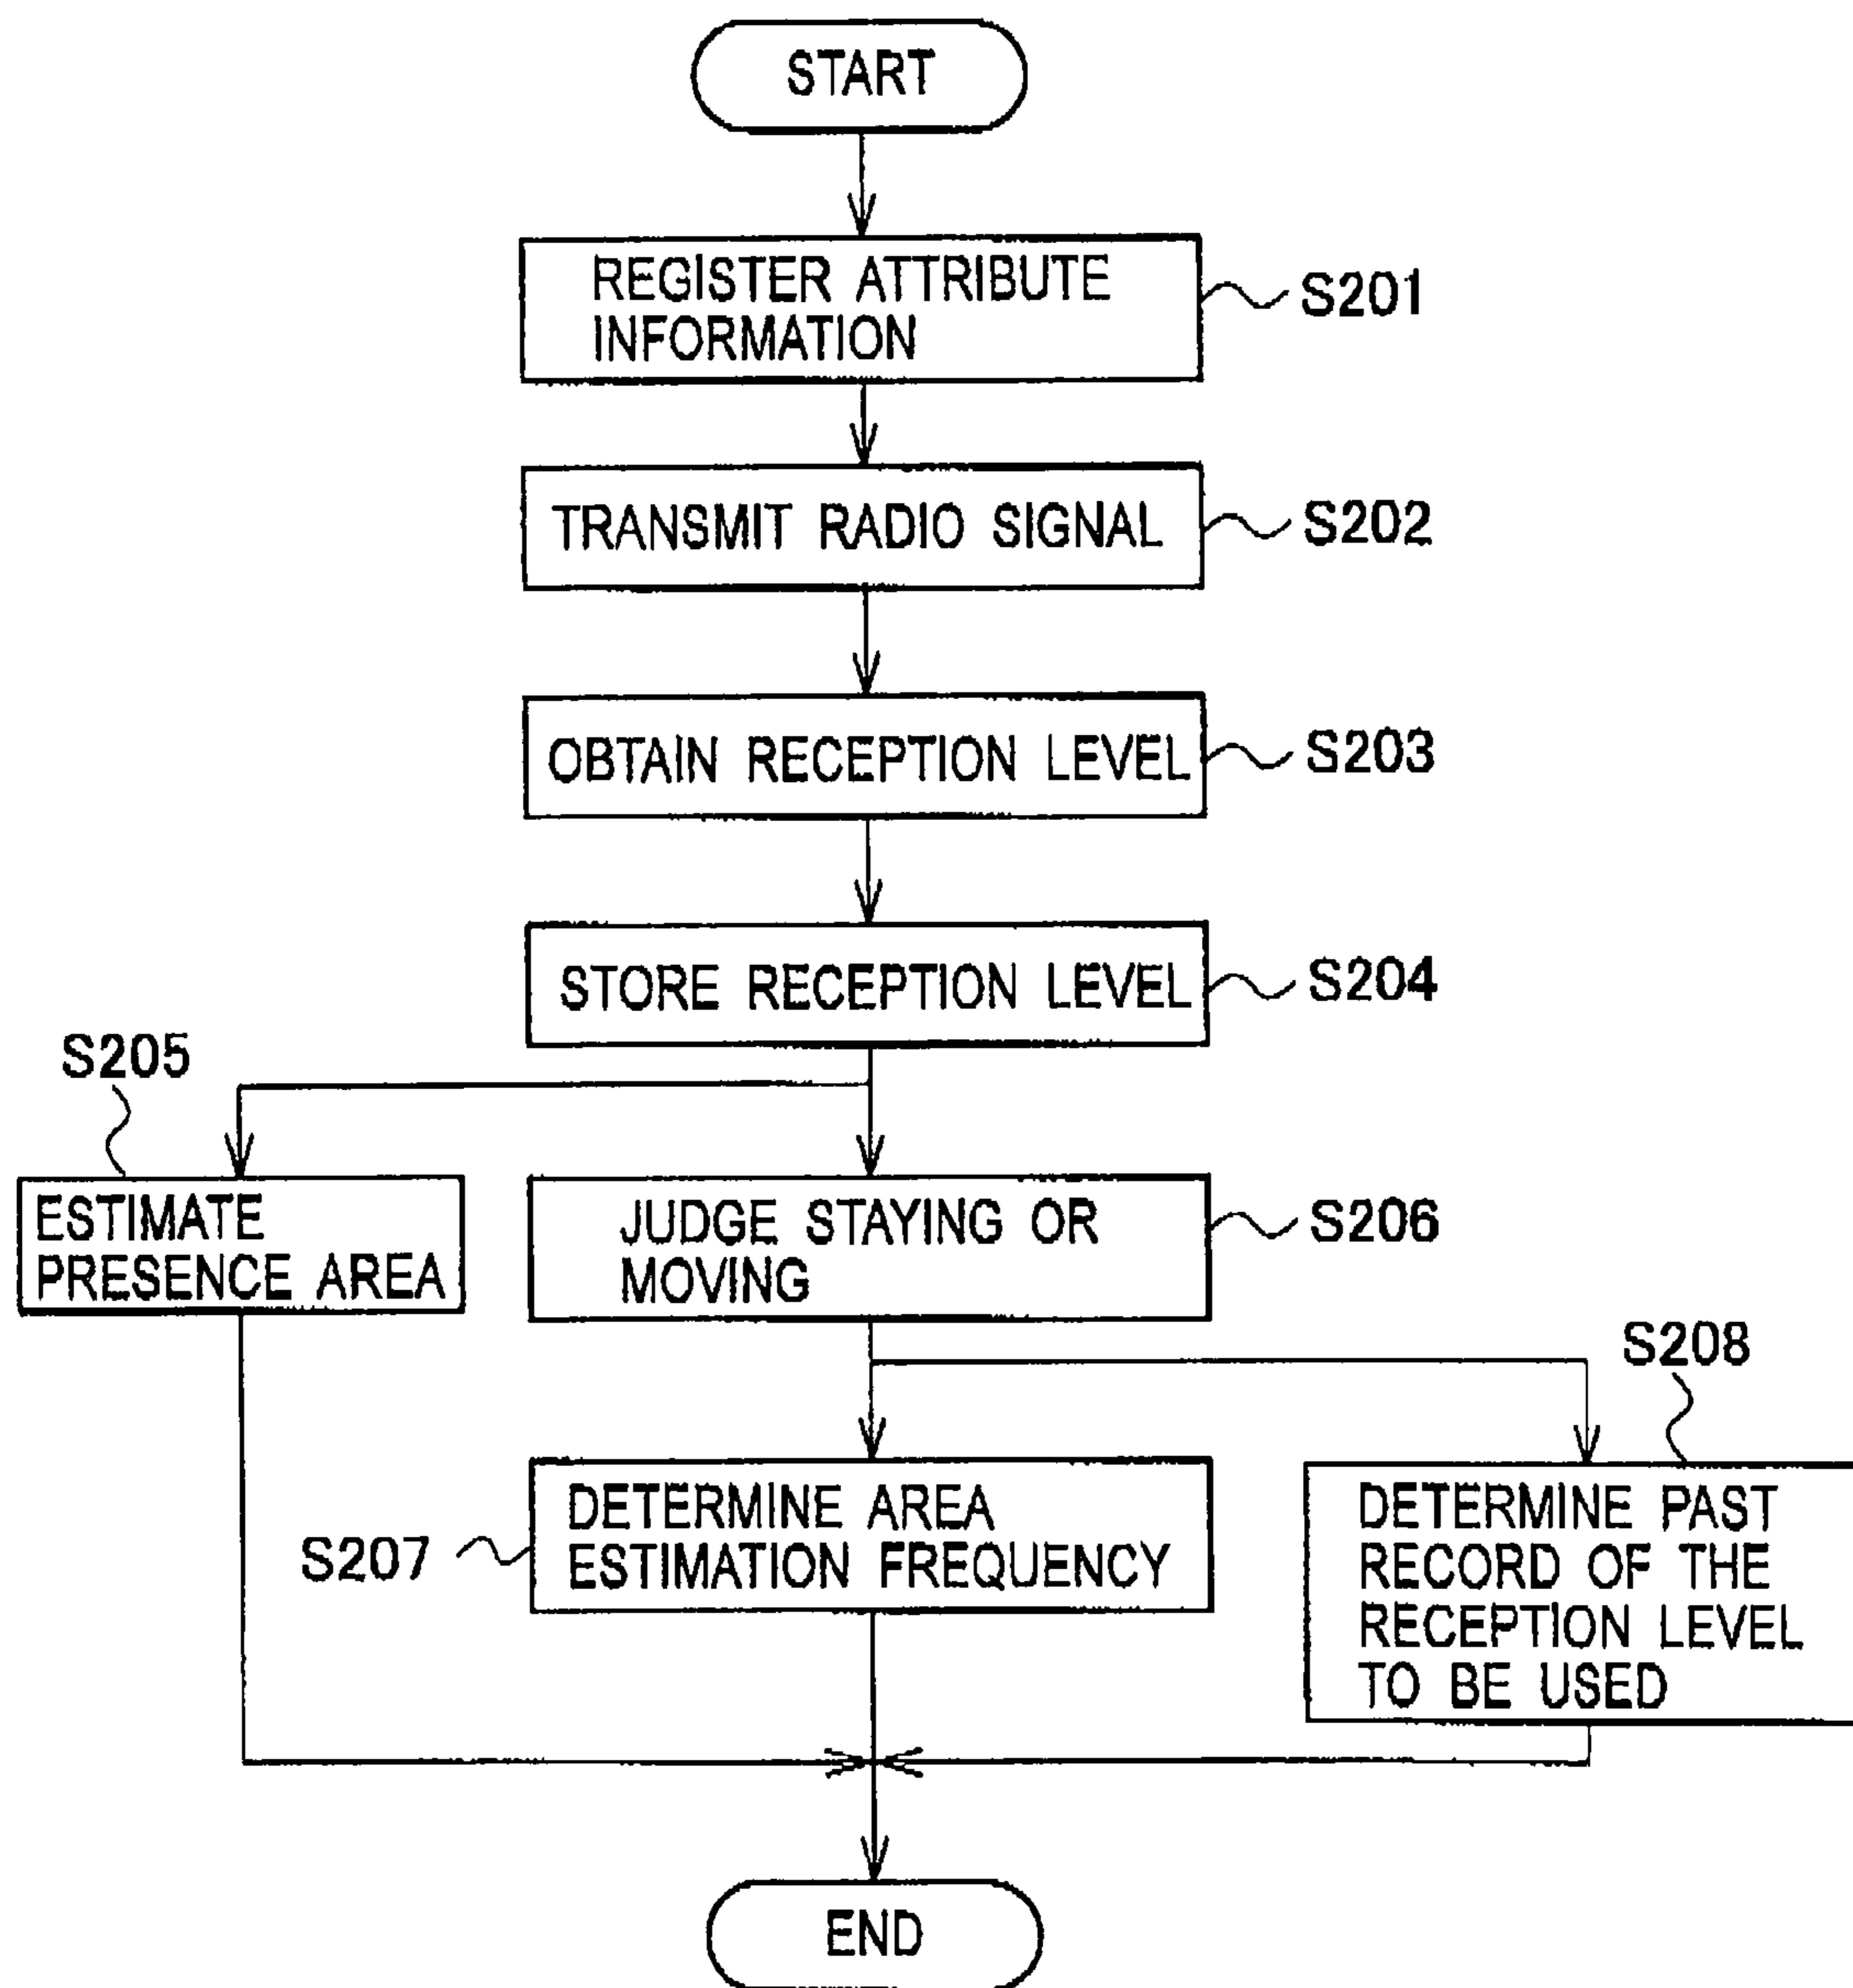 START
REGISTER ATTRIBUTE
INFORMATION
S201
TRANSMIT RADIO SIGNAL
S202
OBTAIN RECEPTION LEVEL
S203
STORE RECEPTION LEVEL
S204
S205
ESTIMATE
PRESENCE AREA
JUDGE STAYING OR
MOVING
S206
S208
S207
DETERMINE AREA
ESTIMATION FREQUENCY
DETERMINE PAST
RECORD OF THE
RECEPTION LEVEL
TO BE USED
END